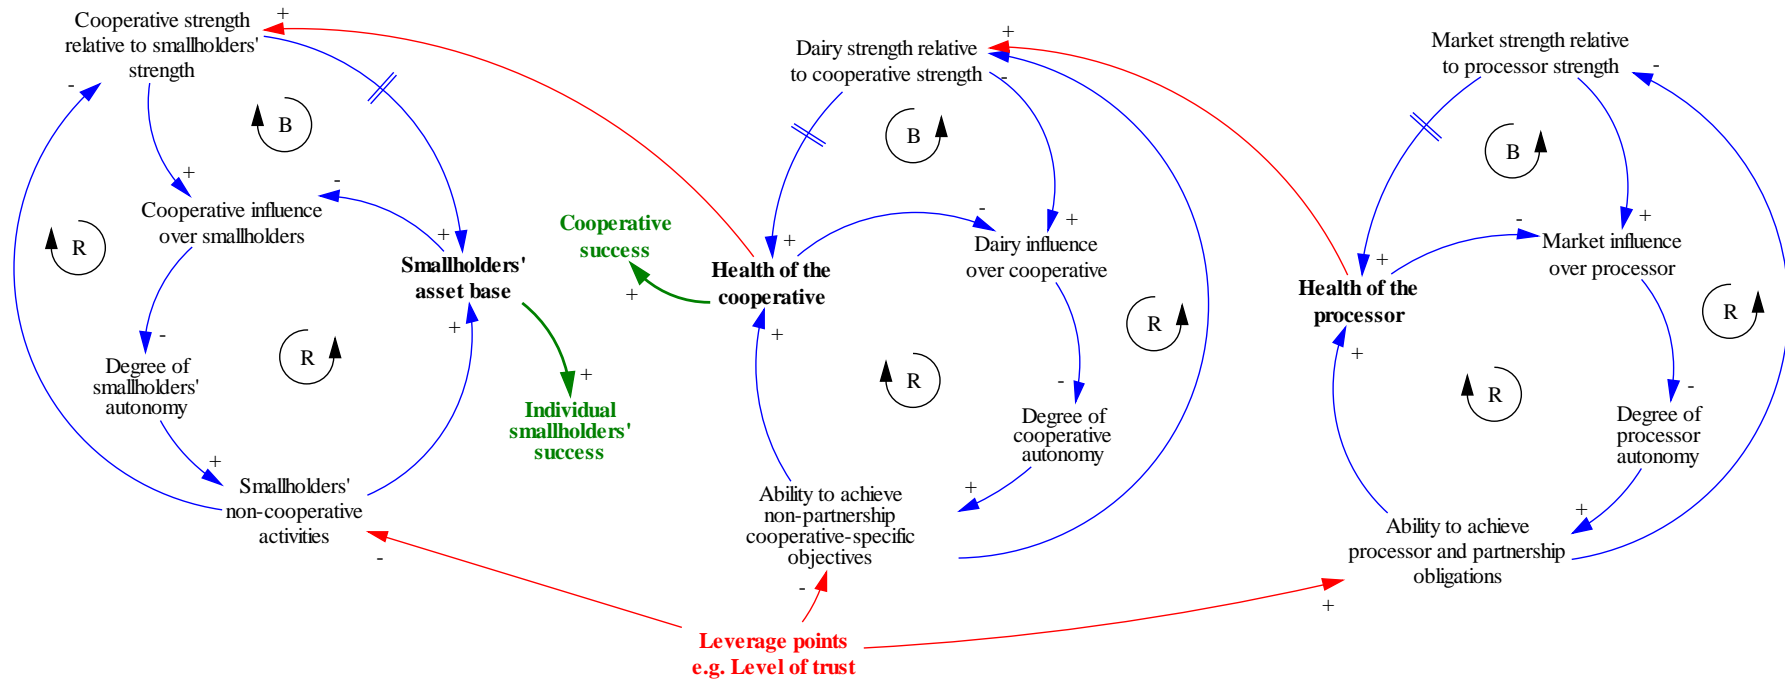 Cooperative strength
relative to smallholders'
strength
+
-
B
R
+
-
Cooperative influence
over smallholders
+
Smallholders'
asset base
+
-
R
Degree of
smallholders'
autonomy
+
Smallholders'
non-cooperative
activities
-
+
Individual
smallholders'
success
Cooperative
success
+
Dairy strength relative
to cooperative strength
+
-
B
+
-
Dairy influence
over cooperative
+
Health of the
cooperative
+
R
R
-
Degree of
cooperative
autonomy
+
Ability to achieve
non-partnership
cooperative-specific
objectives
-
Market strength relative
to processor strength
-
B
+
-
Market influence
over processor
+
Health of the
processor
+
R
R
-
Degree of
processor
autonomy
+
Ability to achieve
processor and partnership
obligations
+
Leverage points
e.g. Level of trust